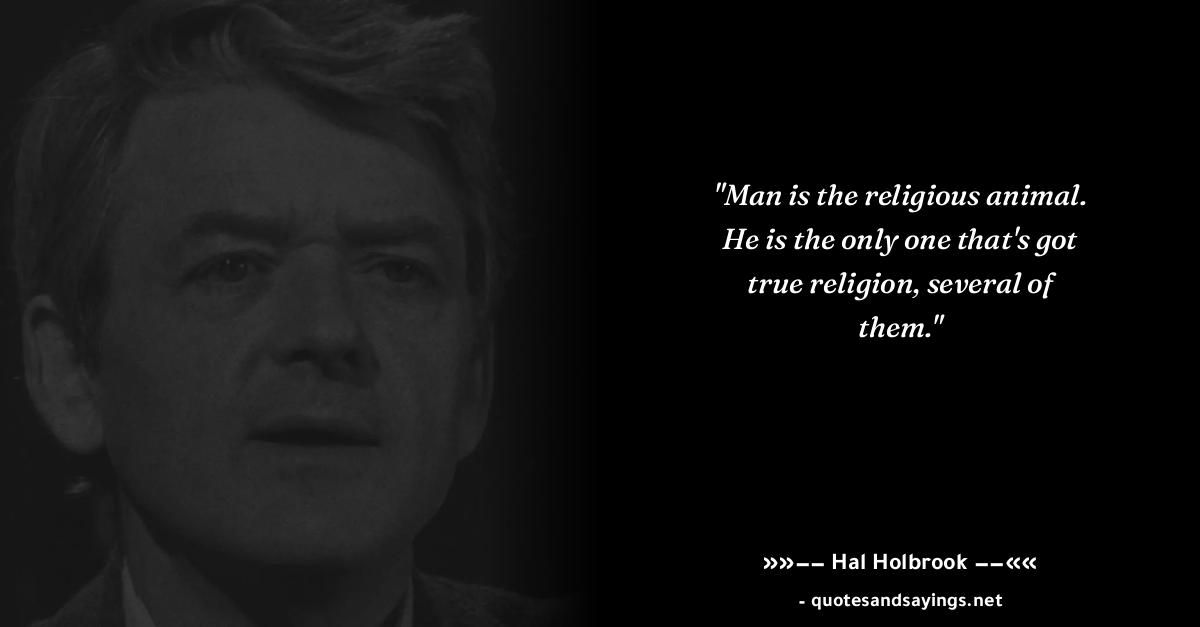 "Man is the religious animal.
He is the only one that's got
true religion, several of
them."
»»−− Hal Holbrook −−««
- quotesandsayings.net